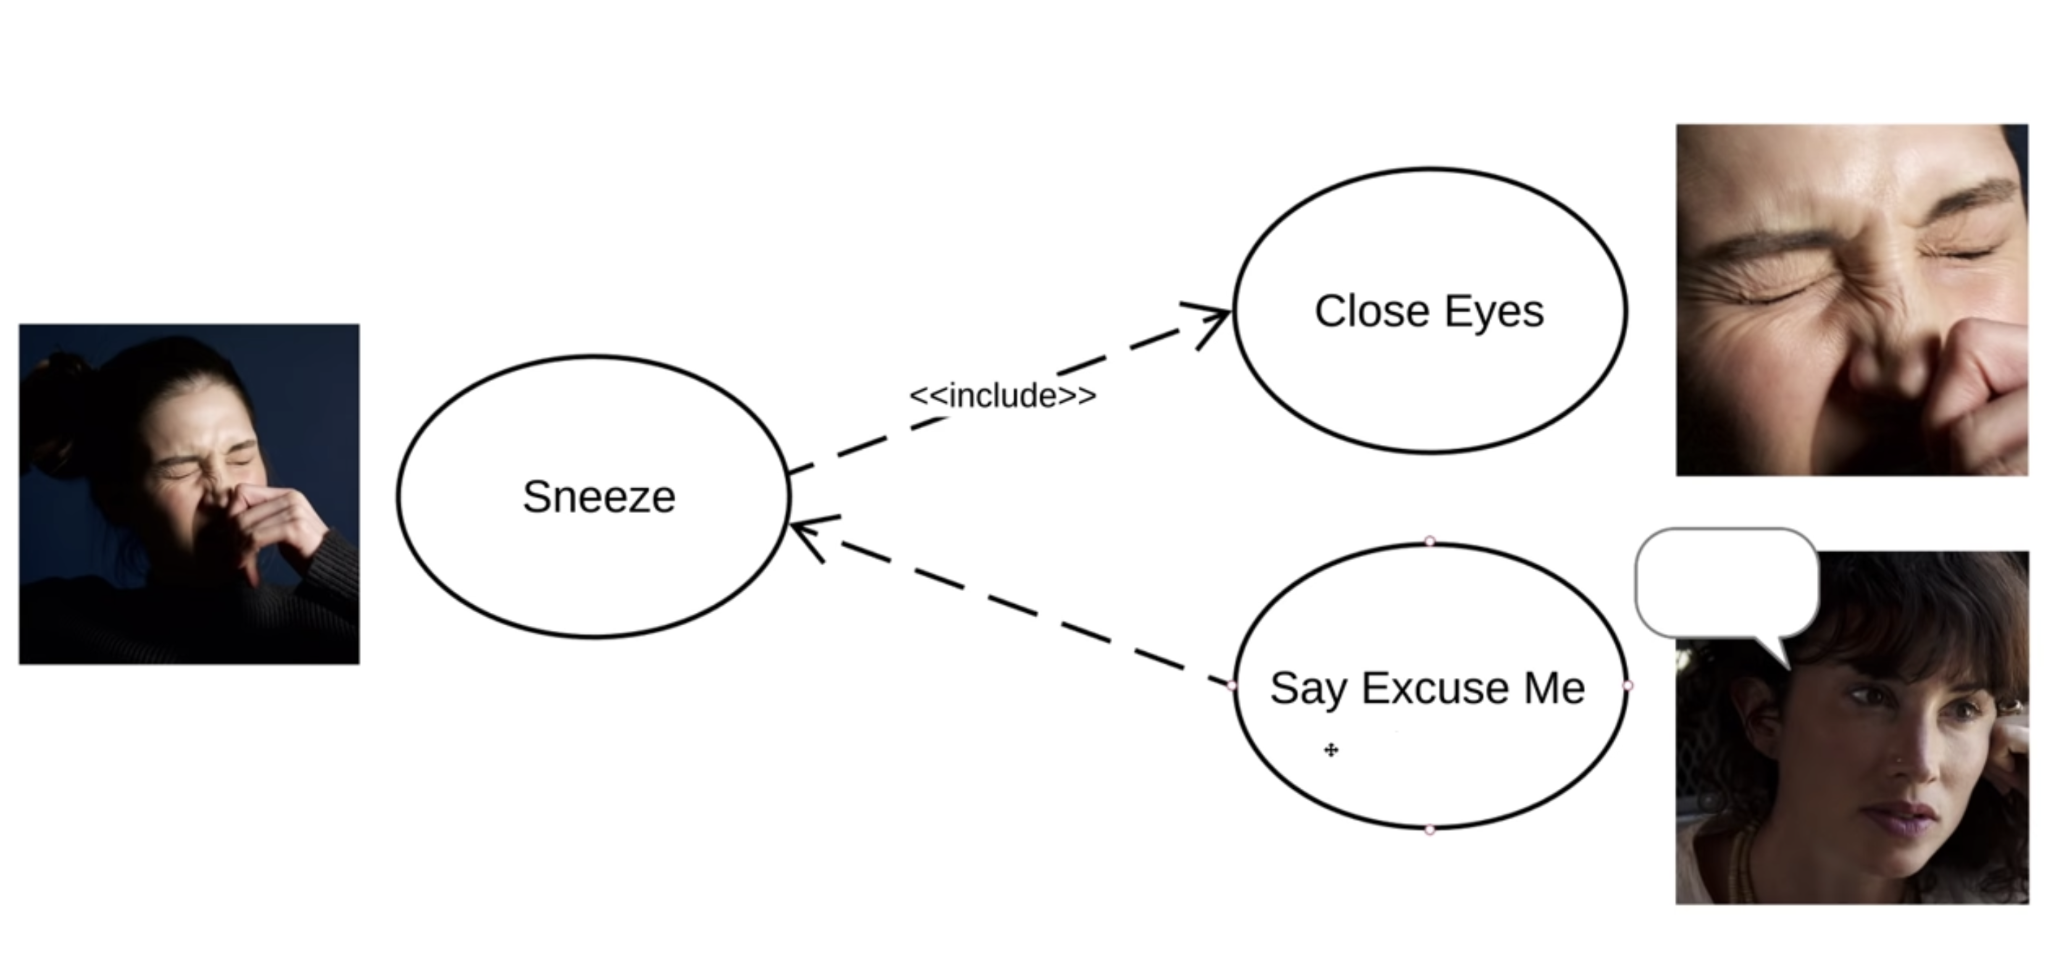 Close Eyes
<<include>>
Sneeze
Say Excuse Me